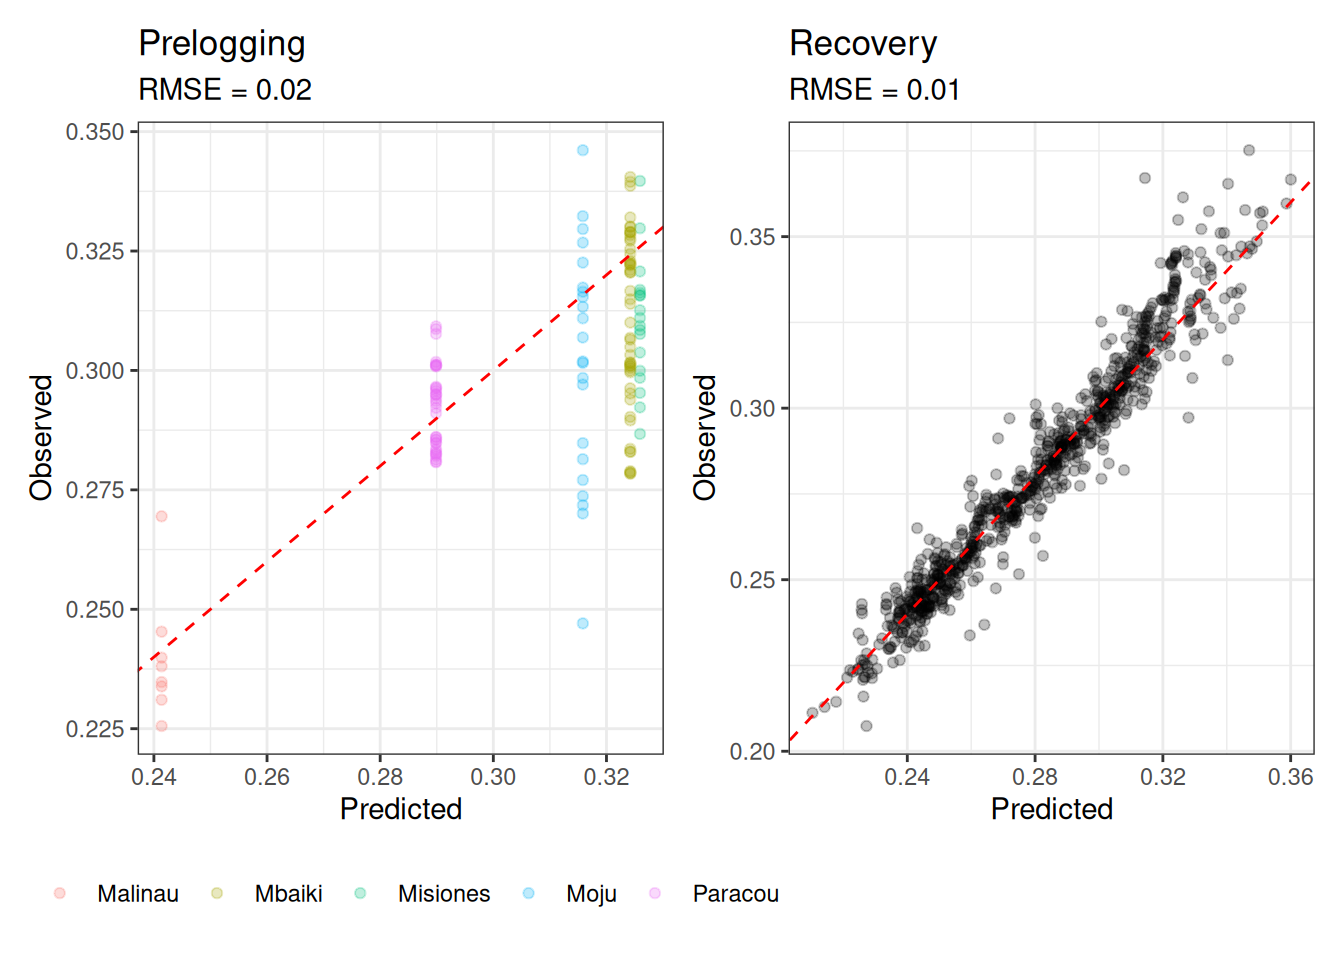 Prelogging
RMSE = 0.02
0.350
0.325
0.300
0.275
0.250
0.225
Observed
0.24 0.26 0.28 0.30 0.32
Predicted
Recovery
RMSE = 0.01
0.35
0.30
0.25
0.20
Observed
0.24 0.28 0.32 0.36
Predicted
Malinau Mbaiki Misiones Moju Paracou